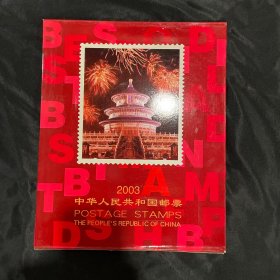 2003
中华人民共和国邮票
POSTAGE STAMPS
THE PEOPLE'S REPUBLIC OF CHINA